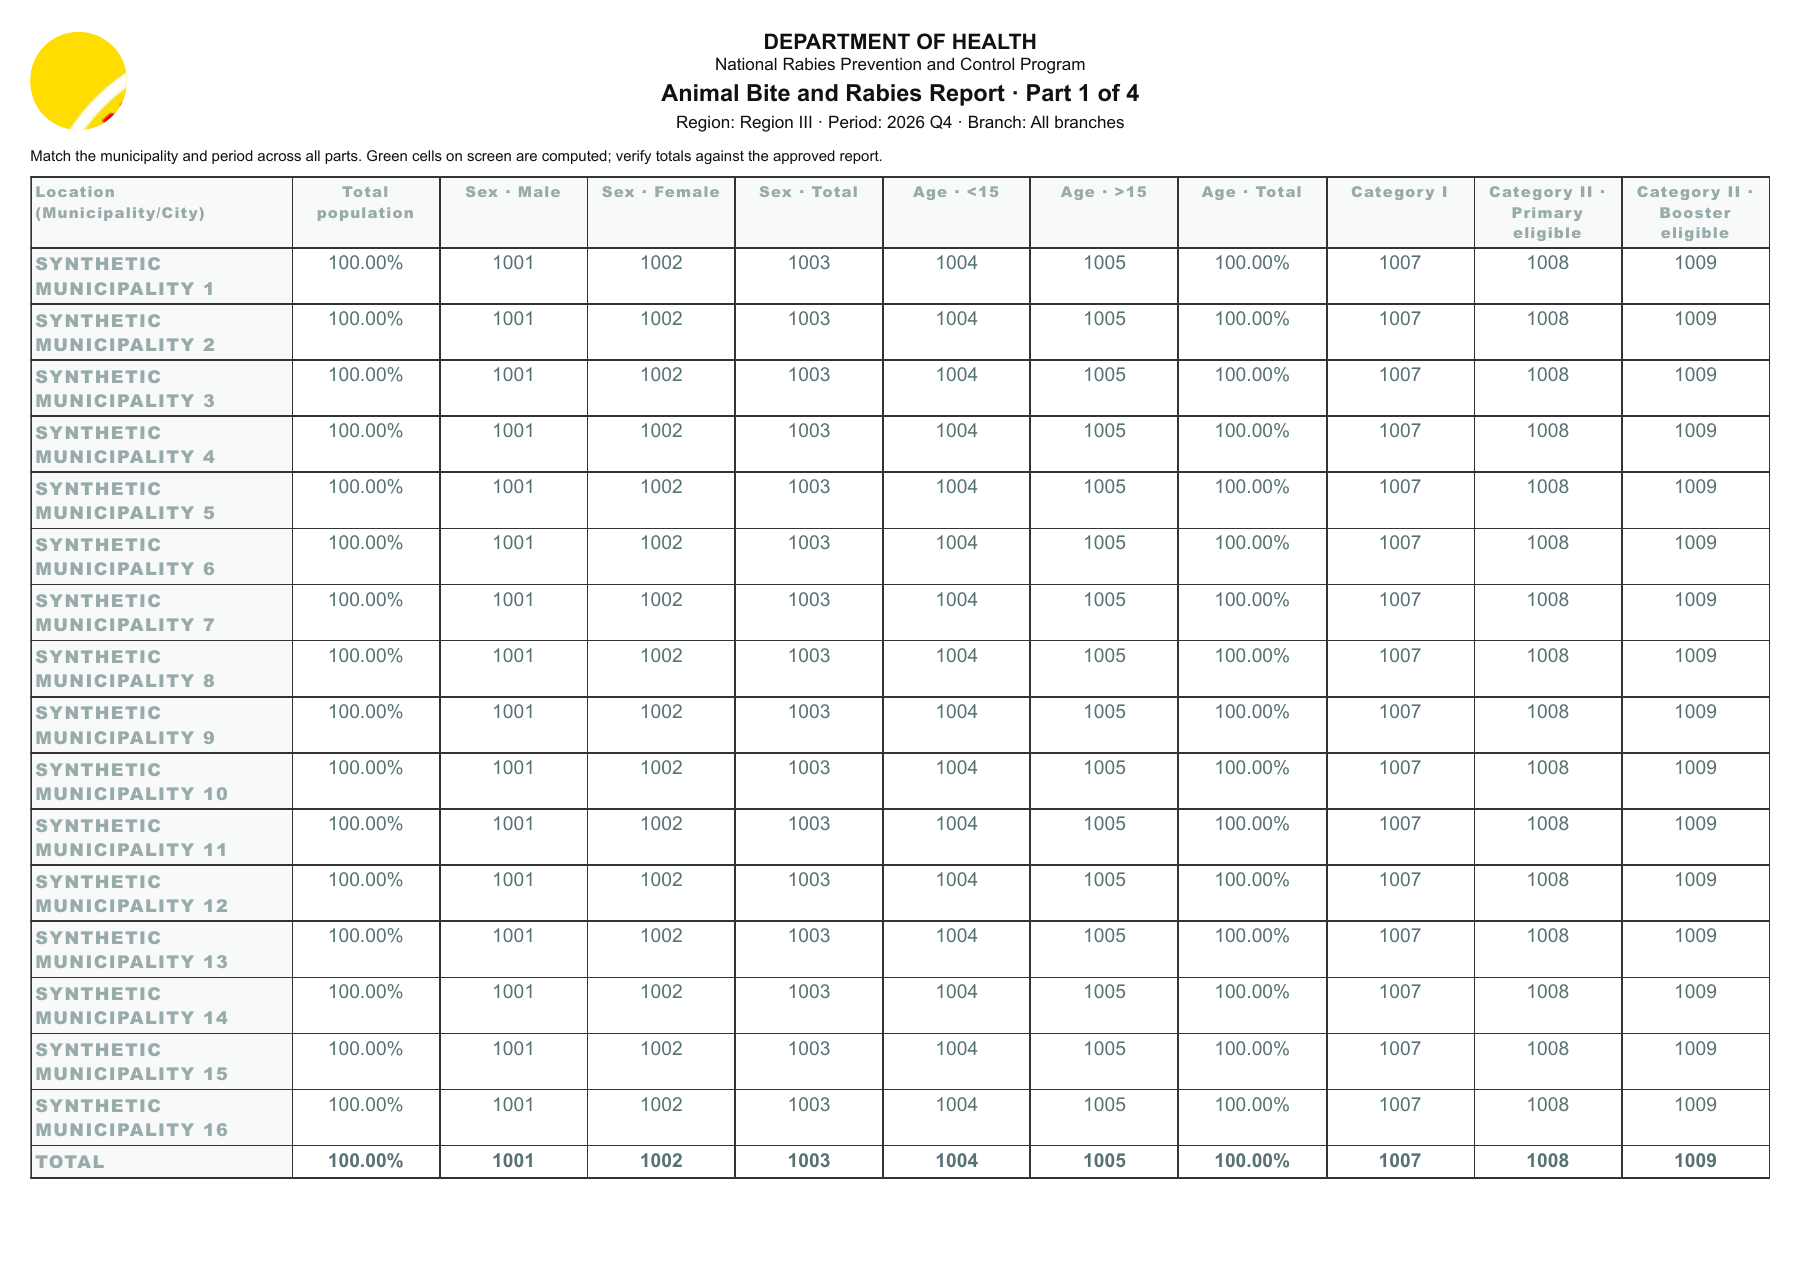 DEPARTMENT OF HEALTH
National Rabies Prevention and Control Program
Animal Bite and Rabies Report · Part 1 of 4
Region: Region III · Period: 2026 Q4 · Branch: All branches
Match the municipality and period across all parts. Green cells on screen are computed; verify totals against the approved report.
Location (Municipality/City) Total population Sex · Male Sex · Female Sex · Total Age · <15 Age · >15 Age · Total Category I Category II · Primary eligible Category II · Booster eligible
SYNTHETIC MUNICIPALITY 1 100.00% 1001 1002 1003 1004 1005 100.00% 1007 1008 1009
SYNTHETIC MUNICIPALITY 2 100.00% 1001 1002 1003 1004 1005 100.00% 1007 1008 1009
SYNTHETIC MUNICIPALITY 3 100.00% 1001 1002 1003 1004 1005 100.00% 1007 1008 1009
SYNTHETIC MUNICIPALITY 4 100.00% 1001 1002 1003 1004 1005 100.00% 1007 1008 1009
SYNTHETIC MUNICIPALITY 5 100.00% 1001 1002 1003 1004 1005 100.00% 1007 1008 1009
SYNTHETIC MUNICIPALITY 6 100.00% 1001 1002 1003 1004 1005 100.00% 1007 1008 1009
SYNTHETIC MUNICIPALITY 7 100.00% 1001 1002 1003 1004 1005 100.00% 1007 1008 1009
SYNTHETIC MUNICIPALITY 8 100.00% 1001 1002 1003 1004 1005 100.00% 1007 1008 1009
SYNTHETIC MUNICIPALITY 9 100.00% 1001 1002 1003 1004 1005 100.00% 1007 1008 1009
SYNTHETIC MUNICIPALITY 10 100.00% 1001 1002 1003 1004 1005 100.00% 1007 1008 1009
SYNTHETIC MUNICIPALITY 11 100.00% 1001 1002 1003 1004 1005 100.00% 1007 1008 1009
SYNTHETIC MUNICIPALITY 12 100.00% 1001 1002 1003 1004 1005 100.00% 1007 1008 1009
SYNTHETIC MUNICIPALITY 13 100.00% 1001 1002 1003 1004 1005 100.00% 1007 1008 1009
SYNTHETIC MUNICIPALITY 14 100.00% 1001 1002 1003 1004 1005 100.00% 1007 1008 1009
SYNTHETIC MUNICIPALITY 15 100.00% 1001 1002 1003 1004 1005 100.00% 1007 1008 1009
SYNTHETIC MUNICIPALITY 16 100.00% 1001 1002 1003 1004 1005 100.00% 1007 1008 1009
TOTAL 100.00% 1001 1002 1003 1004 1005 100.00% 1007 1008 1009